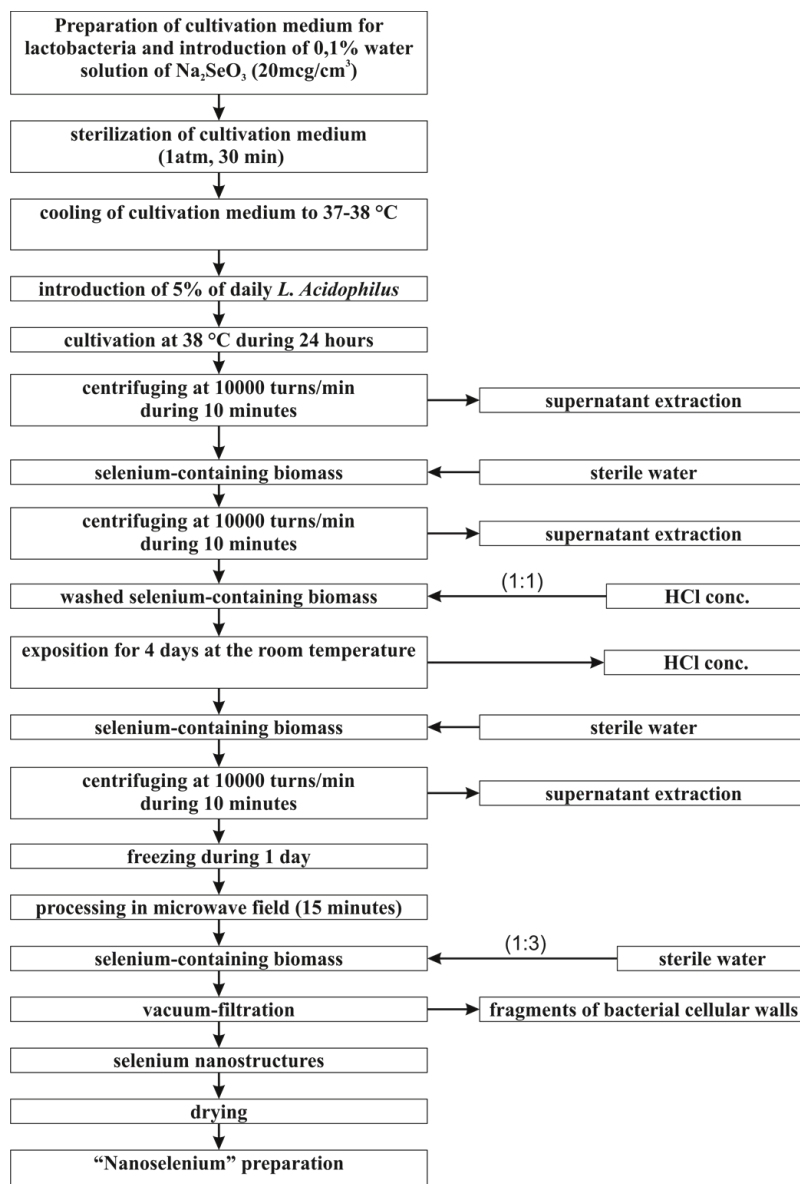 Preparation of cultivation medium for
lactobacteria and introduction of 0,1% water
solution of Na₂SeO₃ (20mcg/cm³)
sterilization of cultivation medium
(1atm, 30 min)
cooling of cultivation medium to 37-38 °C
introduction of 5% of daily L. Acidophilus
cultivation at 38 °C during 24 hours
centrifuging at 10000 turns/min
during 10 minutes
supernatant extraction
selenium-containing biomass
sterile water
centrifuging at 10000 turns/min
during 10 minutes
supernatant extraction
washed selenium-containing biomass
(1:1)
HCl conc.
exposition for 4 days at the room temperature
HCl conc.
selenium-containing biomass
sterile water
centrifuging at 10000 turns/min
during 10 minutes
supernatant extraction
freezing during 1 day
processing in microwave field (15 minutes)
selenium-containing biomass
(1:3)
sterile water
vacuum-filtration
fragments of bacterial cellular walls
selenium nanostructures
drying
“Nanoselenium” preparation